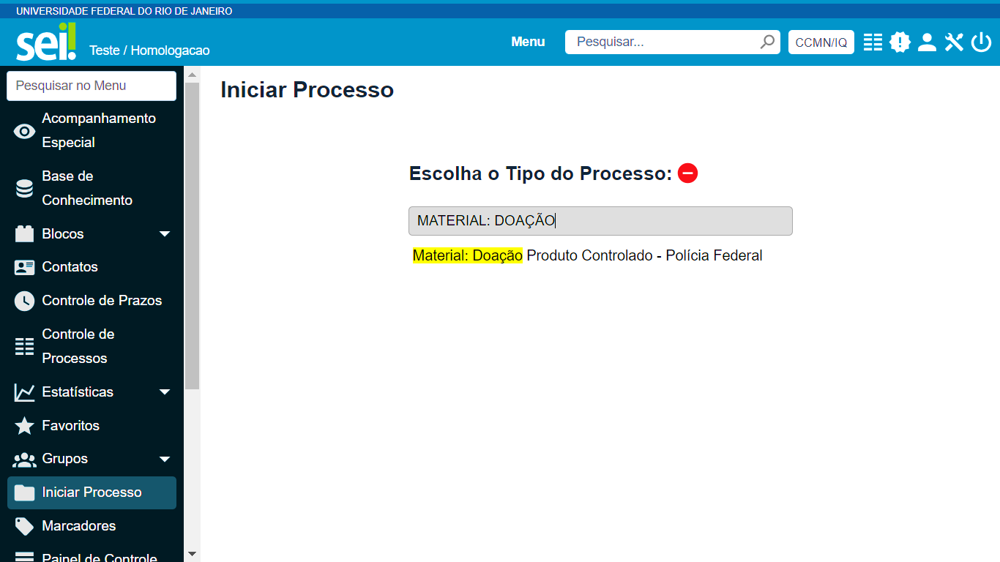 UNIVERSIDADE FEDERAL DO RIO DE JANEIRO
sei! Teste / Homologacao
Menu
Pesquisar...
CCMN/IQ
Pesquisar no Menu
Acompanhamento
Especial
Base de
Conhecimento
Blocos
Contatos
Controle de Prazos
Controle de
Processos
Estatísticas
Favoritos
Grupos
Iniciar Processo
Marcadores
Painel de Controle
Iniciar Processo
Escolha o Tipo do Processo:
MATERIAL: DOAÇÃO
Material: Doação Produto Controlado - Polícia Federal